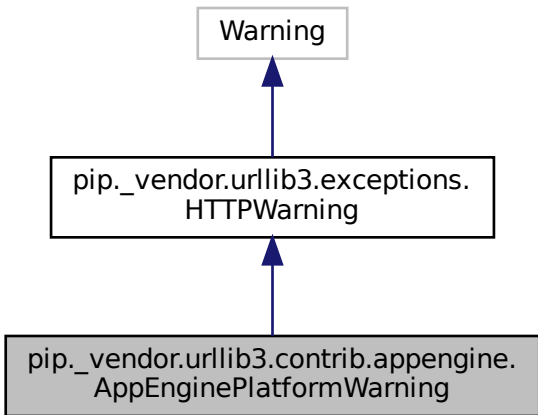 Warning
pip._vendor.urllib3.exceptions.
HTTPWarning
pip._vendor.urllib3.contrib.appengine.
AppEnginePlatformWarning